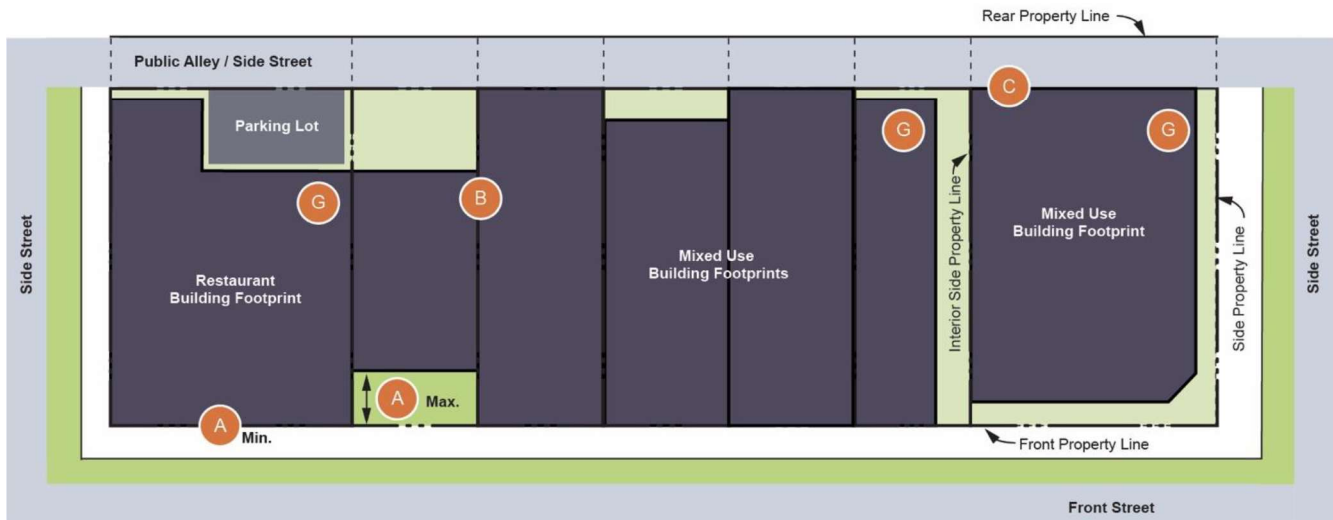 Rear Property Line
Public Alley / Side Street
C
Parking Lot
G
G
G
B
Side Street
Restaurant
Building Footprint
Mixed Use
Building Footprints
Interior Side Property Line
Mixed Use
Building Footprint
Side Property Line
Side Street
A
Max.
A
Min.
Front Property Line
Front Street